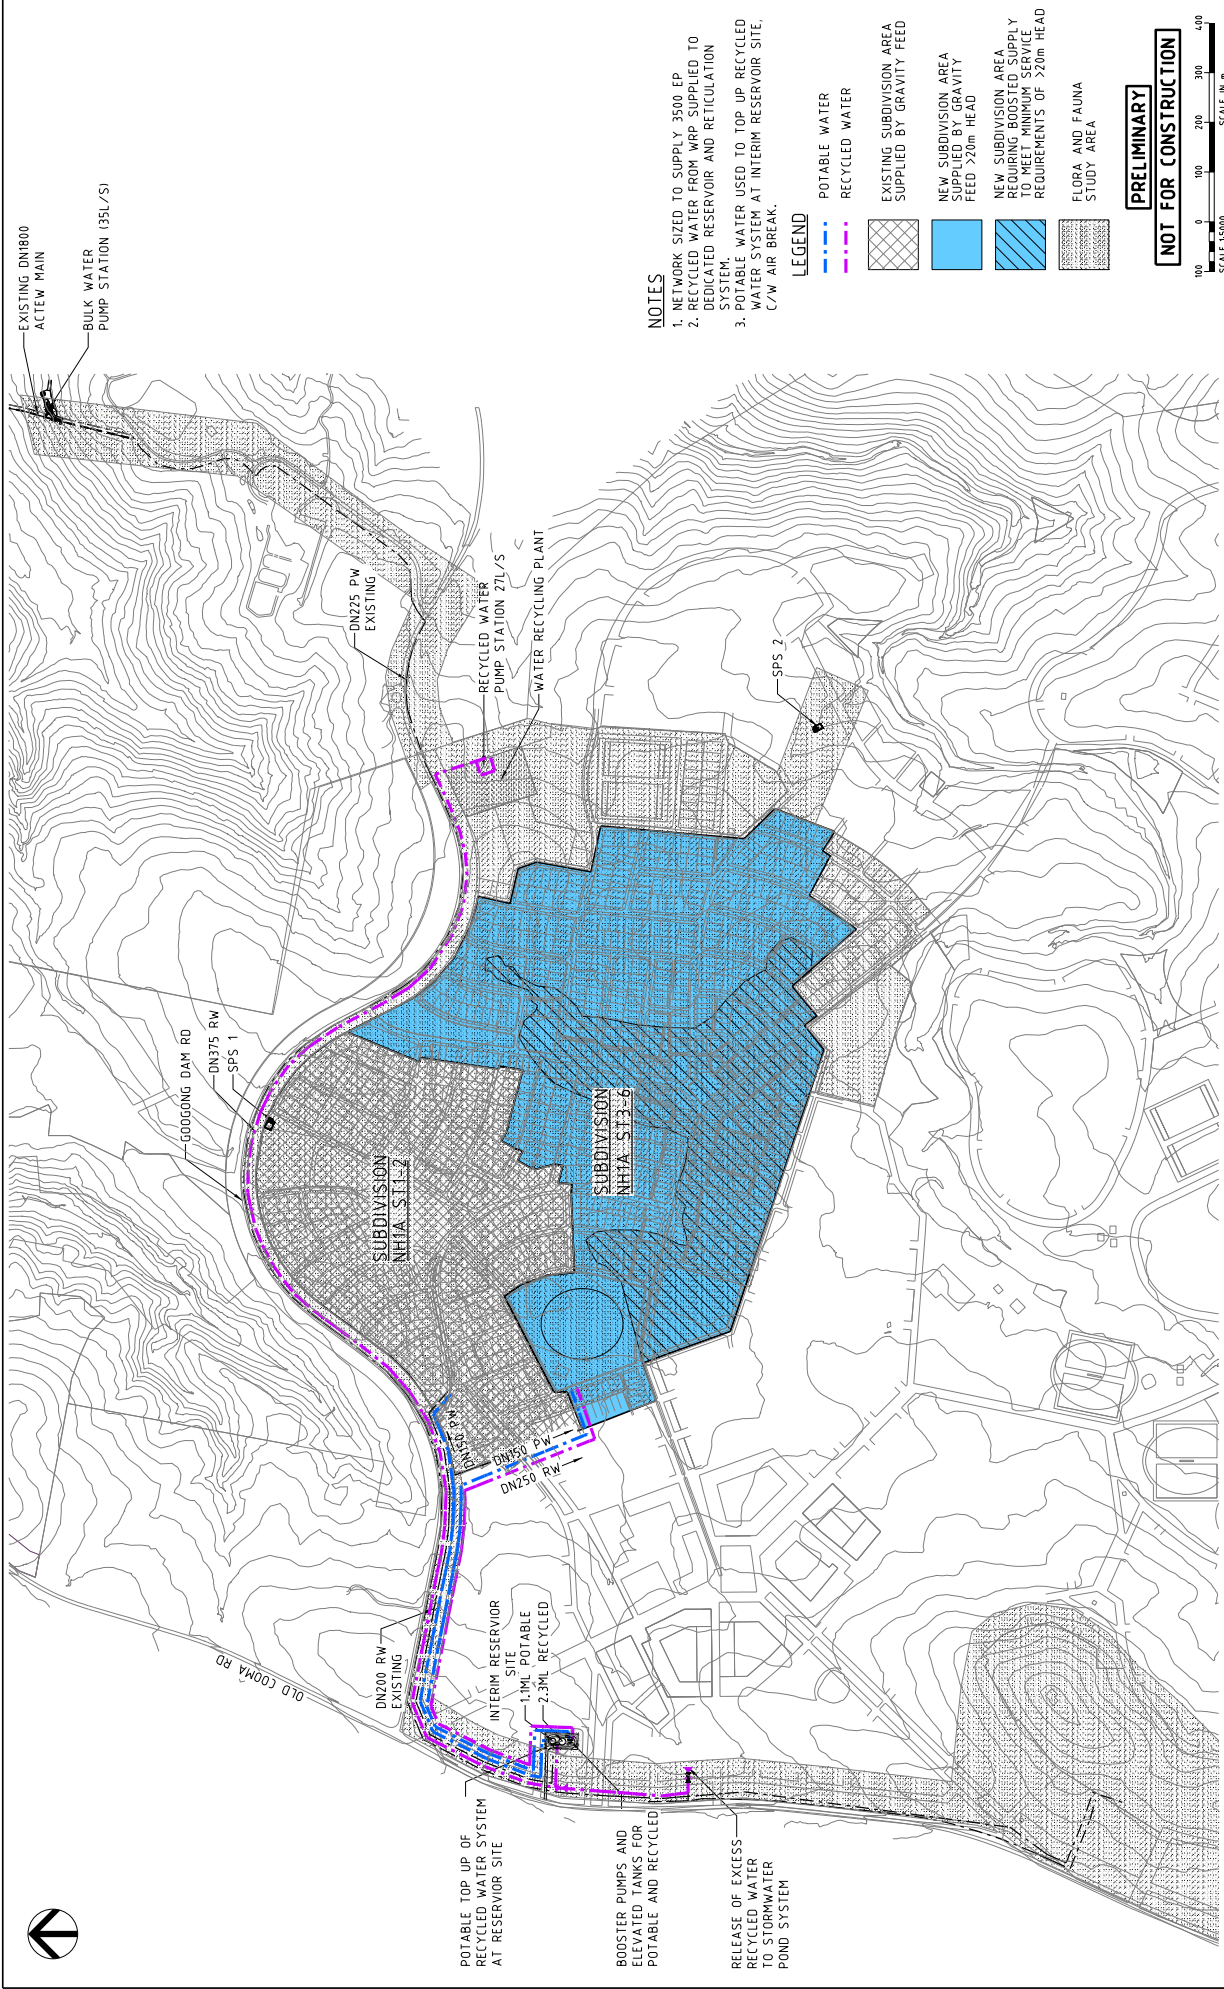 EXISTING DN1800
ACTEW MAIN
BULK WATER
PUMP STATION (35L/S)
DN225 PW
EXISTING
RECYCLED WATER
PUMP STATION 27L/S
WATER RECYCLING PLANT
SPS 2
GOOGONG DAM RD
DN375 RW
SPS 1
SUBDIVISION
NH1A ST1-2
SUBDIVISION
NH1A ST3-6
DN150 PW
DN150 PW
DN250 RW
OLD COOMA RD
DN200 RW
EXISTING
INTERIM RESERVIOR
SITE
1.1ML POTABLE
2.3ML RECYCLED
POTABLE TOP UP OF
RECYCLED WATER SYSTEM
AT RESERVIOR SITE
BOOSTER PUMPS AND
ELEVATED TANKS FOR
POTABLE AND RECYCLED
RELEASE OF EXCESS
RECYCLED WATER
TO STORMWATER
POND SYSTEM
NOTES
1. NETWORK SIZED TO SUPPLY 3500 EP
2. RECYCLED WATER FROM WRP SUPPLIED TO
DEDICATED RESERVOIR AND RETICULATION
SYSTEM.
3. POTABLE WATER USED TO TOP UP RECYCLED
WATER SYSTEM AT INTERIM RESERVOIR SITE,
C/W AIR BREAK.
LEGEND
POTABLE WATER
RECYCLED WATER
EXISTING SUBDIVISION AREA
SUPPLIED BY GRAVITY FEED
NEW SUBDIVISION AREA
SUPPLIED BY GRAVITY
FEED >20m HEAD
NEW SUBDIVISION AREA
REQUIRING BOOSTED SUPPLY
TO MEET MINIMUM SERVICE
REQUIREMENTS OF >20m HEAD
FLORA AND FAUNA
STUDY AREA
PRELIMINARY
NOT FOR CONSTRUCTION
100 0 100 200 300 400
SCALE 1:5000 SCALE IN m